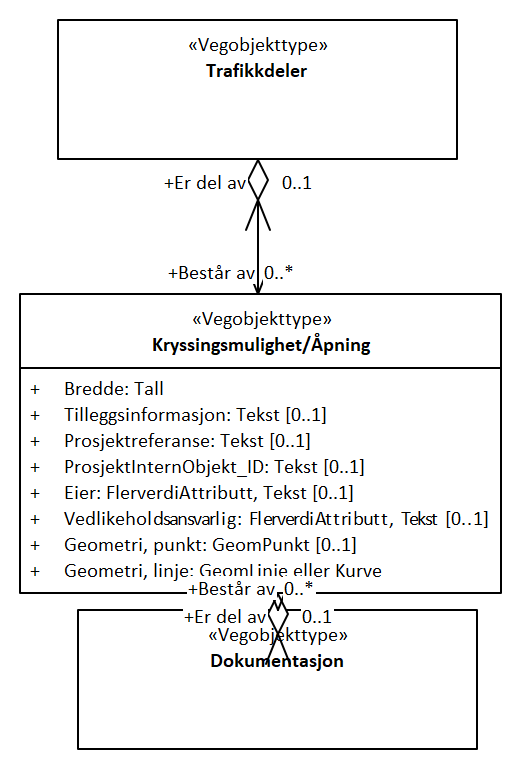 «Vegobjekttype»
Trafikkdeler
+Er del av 0..1
+Består av 0..*
«Vegobjekttype»
Kryssingsmulighet/Åpning
+ Bredde: Tall
+ Tilleggsinformasjon: Tekst [0..1]
+ Prosjektreferanse: Tekst [0..1]
+ ProsjektInternObjekt_ID: Tekst [0..1]
+ Eier: FlerverdiAttributt, Tekst [0..1]
+ Vedlikeholdsansvarlig: FlerverdiAttributt, Tekst [0..1]
+ Geometri, punkt: GeomPunkt [0..1]
+ Geometri, linje: GeomLinje eller Kurve
+Består av 0..*
+Er del av 0..1
«Vegobjekttype»
Dokumentasjon